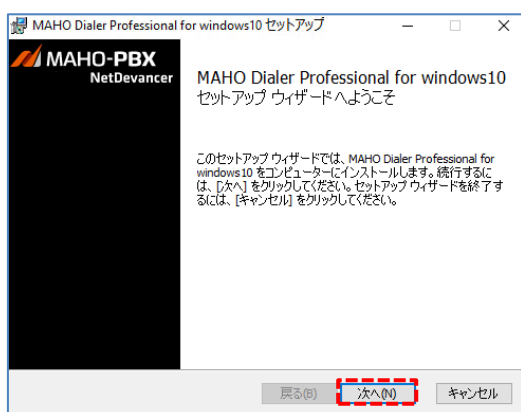 MAHO Dialer Professional for windows10 セットアップ
MAHO-PBX
NetDevancer
MAHO Dialer Professional for windows10
セットアップ ウィザードへようこそ
このセットアップ ウィザードでは、MAHO Dialer Professional for
windows10 をコンピューターにインストールします。続行するに
は、[次へ] をクリックしてください。セットアップ ウィザードを終了す
るには、[キャンセル] をクリックしてください。
戻る(B)
次へ(N)
キャンセル